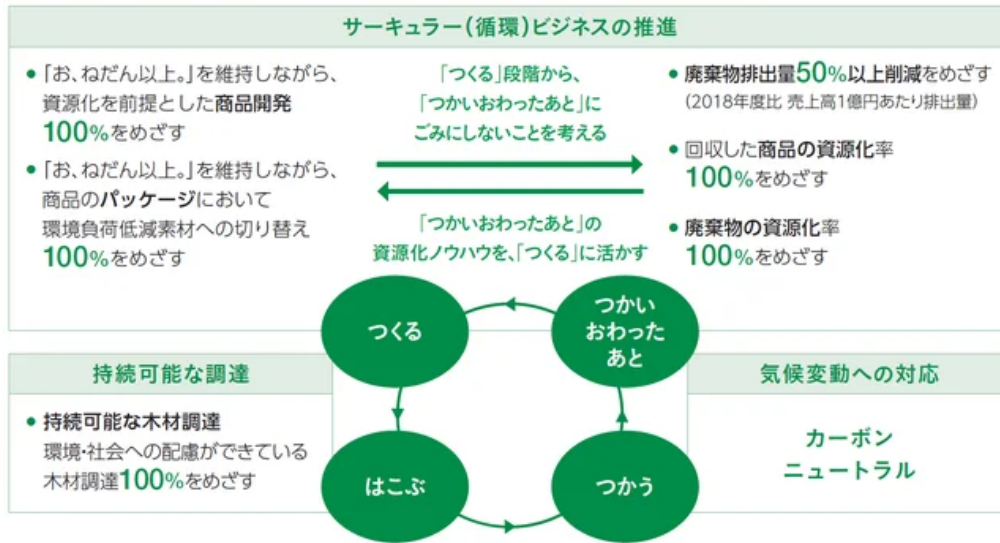 サーキュラー（循環）ビジネスの推進
● 「お、ねだん以上。」を維持しながら、
資源化を前提とした商品開発
100％をめざす
● 「お、ねだん以上。」を維持しながら、
商品のパッケージにおいて
環境負荷低減素材への切り替え
100％をめざす
「つくる」段階から、
「つかいおわったあと」に
ごみにしないことを考える
「つかいおわったあと」の
資源化ノウハウを、「つくる」に活かす
● 廃棄物排出量50％以上削減をめざす
（2018年度比 売上高1億円あたり排出量）
● 回収した商品の資源化率
100％をめざす
● 廃棄物の資源化率
100％をめざす
つくる
つかい
おわった
あと
はこぶ
つかう
持続可能な調達
● 持続可能な木材調達
環境・社会への配慮ができている
木材調達100％をめざす
気候変動への対応
カーボン
ニュートラル